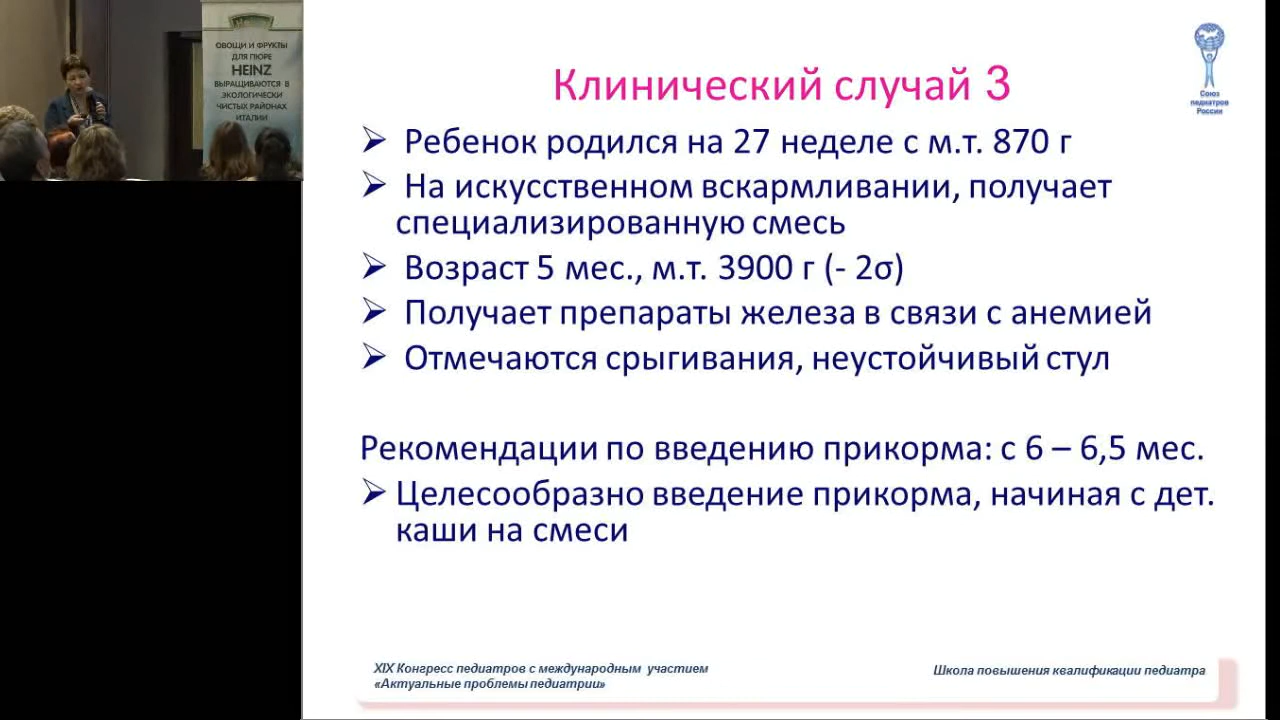 ОВОЩИ И ФРУКТЫ
ДЛЯ ПЮРЕ
HEINZ
ВЫРАЩИВАЮТСЯ В
ЭКОЛОГИЧЕСКИ
ЧИСТЫХ РАЙОНАХ
ИТАЛИИ
Союз
педиатров
России
Клинический случай 3
➢ Ребенок родился на 27 неделе с м.т. 870 г
➢ На искусственном вскармливании, получает
специализированную смесь
➢ Возраст 5 мес., м.т. 3900 г (- 2σ)
➢ Получает препараты железа в связи с анемией
➢ Отмечаются срыгивания, неустойчивый стул
Рекомендации по введению прикорма: с 6 – 6,5 мес.
➢ Целесообразно введение прикорма, начиная с дет.
каши на смеси
XIX Конгресс педиатров с международным участием
«Актуальные проблемы педиатрии»
Школа повышения квалификации педиатра